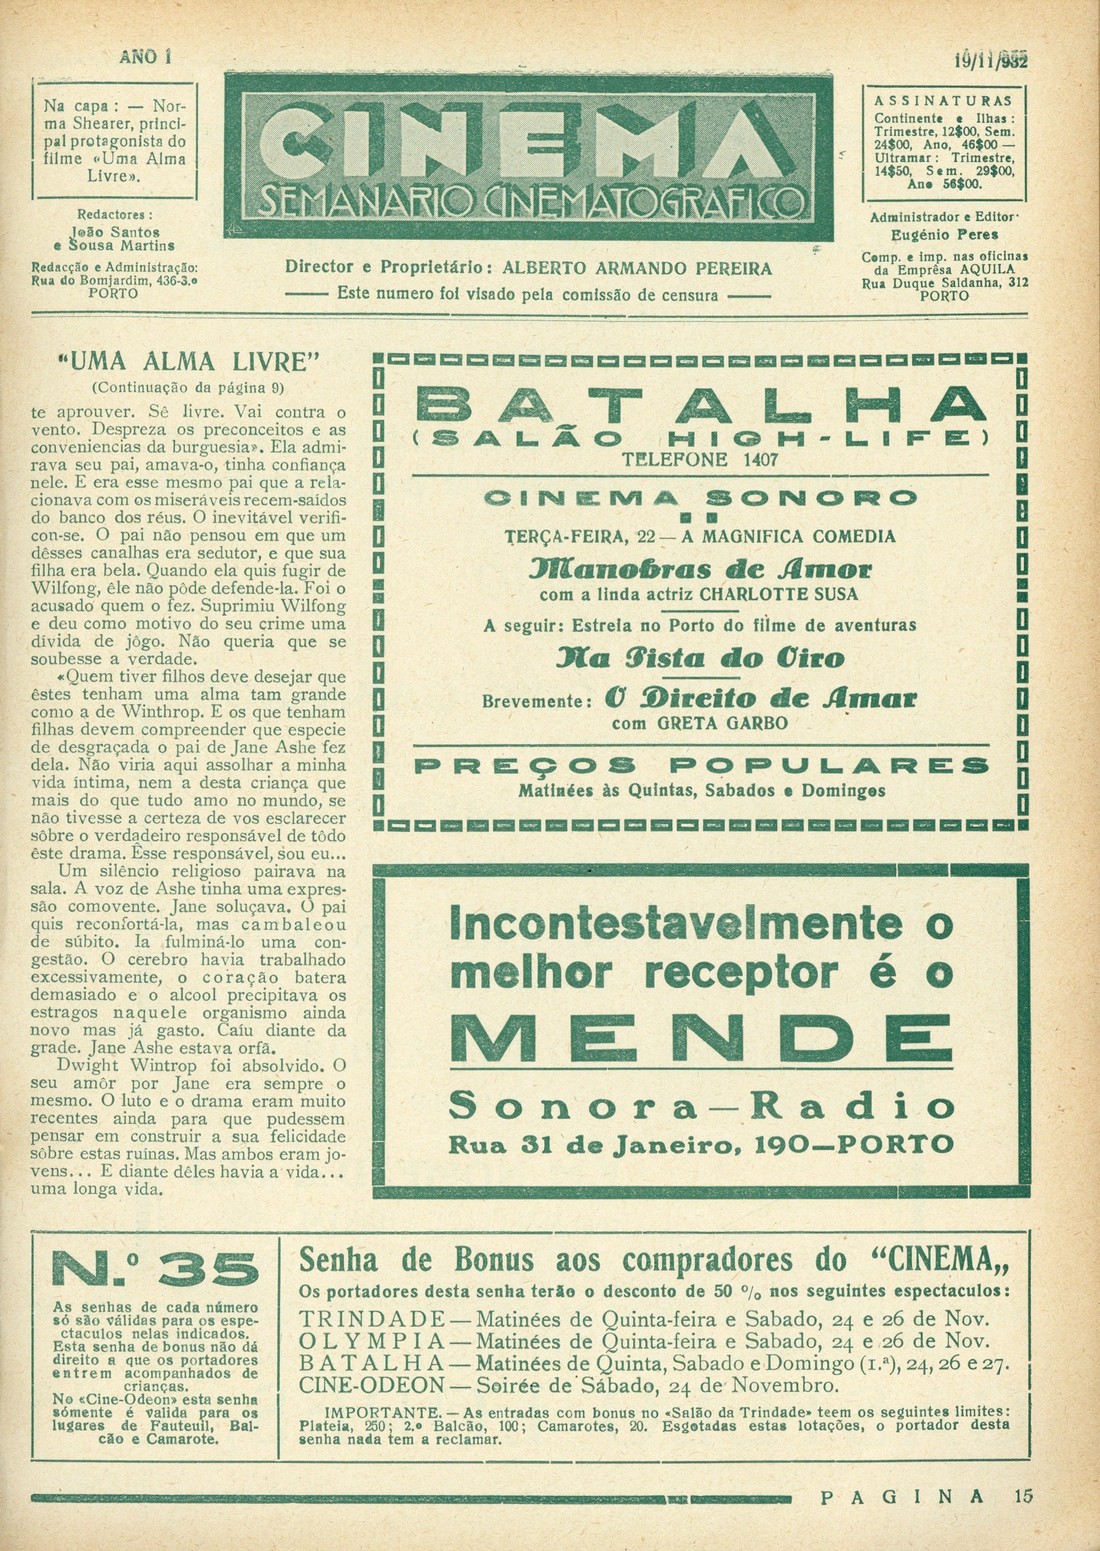 ANO 1
19/11/932
Na capa : — Nor-
ma Shearer, princi-
pal protagonista do
filme «Uma Alma
Livre».
Redactores :
João Santos
e Sousa Martins
Redacção e Administração:
Rua do Bomjardim, 436-3.º
PORTO
CINEMA
SEMANARIO CINEMATOGRAFICO
Director e Proprietário : ALBERTO ARMANDO PEREIRA
Este numero foi visado pela comissão de censura
ASSINATURAS
Continente e Ilhas :
Trimestre, 12$00, Sem.
24$00, Ano, 46$00 —
Ultramar : Trimestre,
14$50, Sem. 29$00,
Ano 56$00.
Administrador e Editor·
Eugénio Peres
Comp. e imp. nas oficinas
da Emprêsa AQUILA
Rua Duque Saldanha, 312
PORTO
“UMA ALMA LIVRE”
(Continuação da página 9)
te aprouver. Sê livre. Vai contra o
vento. Despreza os preconceitos e as
conveniencias da burguesia». Ela admi-
rava seu pai, amava-o, tinha confiança
nele. E era esse mesmo pai que a rela-
cionava com os miseráveis recem-saídos
do banco dos réus. O inevitável verifi-
con-se. O pai não pensou em que um
dêsses canalhas era sedutor, e que sua
filha era bela. Quando ela quis fugir de
Wilfong, êle não pôde defende-la. Foi o
acusado quem o fez. Suprimiu Wilfong
e deu como motivo do seu crime uma
divida de jôgo. Não queria que se
soubesse a verdade.
«Quem tiver filhos deve desejar que
êstes tenham uma alma tam grande
como a de Winthrop. E os que tenham
filhas devem compreender que especie
de desgraçada o pai de Jane Ashe fez
dela. Não viria aqui assolhar a minha
vida íntima, nem a desta criança que
mais do que tudo amo no mundo, se
não tivesse a certeza de vos esclarecer
sôbre o verdadeiro responsável de tôdo
êste drama. Êsse responsável, sou eu...
Um silêncio religioso pairava na
sala. A voz de Ashe tinha uma expres-
são comovente. Jane soluçava. O pai
quis reconfortá-la, mas cambaleou
de súbito. Ia fulminá-lo uma con-
gestão. O cerebro havia trabalhado
excessivamente, o coração batera
demasiado e o alcool precipitava os
estragos naquele organismo ainda
novo mas já gasto. Caíu diante da
grade. Jane Ashe estava orfã.
Dwight Wintrop foi absolvido. O
seu amôr por Jane era sempre o
mesmo. O luto e o drama eram muito
recentes ainda para que pudessem
pensar em construir a sua felicidade
sôbre estas ruínas. Mas ambos eram jo-
vens... E diante dêles havia a vida...
uma longa vida.
BATALHA
(SALÃO HIGH-LIFE)
TELEFONE 1407
CINEMA SONORO
TERÇA-FEIRA, 22 — A MAGNIFICA COMEDIA
Manobras de Amor
com a linda actriz CHARLOTTE SUSA
A seguir: Estrela no Porto do filme de aventuras
Na Pista do Oiro
Brevemente: O Direito de Amar
com GRETA GARBO
PREÇOS POPULARES
Matinées às Quintas, Sabados e Domingos
Incontestavelmente o
melhor receptor é o
MENDE
Sonora—Radio
Rua 31 de Janeiro, 190—PORTO
N.º 35
As senhas de cada número
só são válidas para os espe-
ctaculos nelas indicados.
Esta senha de bonus não dá
direito a que os portadores
entrem acompanhados de
crianças.
No «Cine-Odeon» esta senha
sómente é valida para os
lugares de Fauteuil, Bal-
cão e Camarote.
Senha de Bonus aos compradores do “CINEMA„
Os portadores desta senha terão o desconto de 50 % nos seguintes espectaculos:
TRINDADE — Matinées de Quinta-feira e Sabado, 24 e 26 de Nov.
OLYMPIA — Matinées de Quinta-feira e Sabado, 24 e 26 de Nov.
BATALHA — Matinées de Quinta, Sabado e Domingo (1.ª), 24, 26 e 27.
CINE-ODEON — Soirée de Sábado, 24 de Novembro.
IMPORTANTE. — As entradas com bonus no «Salão da Trindade» teem os seguintes limites:
Plateia, 250; 2.º Balcão, 100; Camarotes, 20. Esgotadas estas lotações, o portador desta
senha nada tem a reclamar.
PAGINA 15